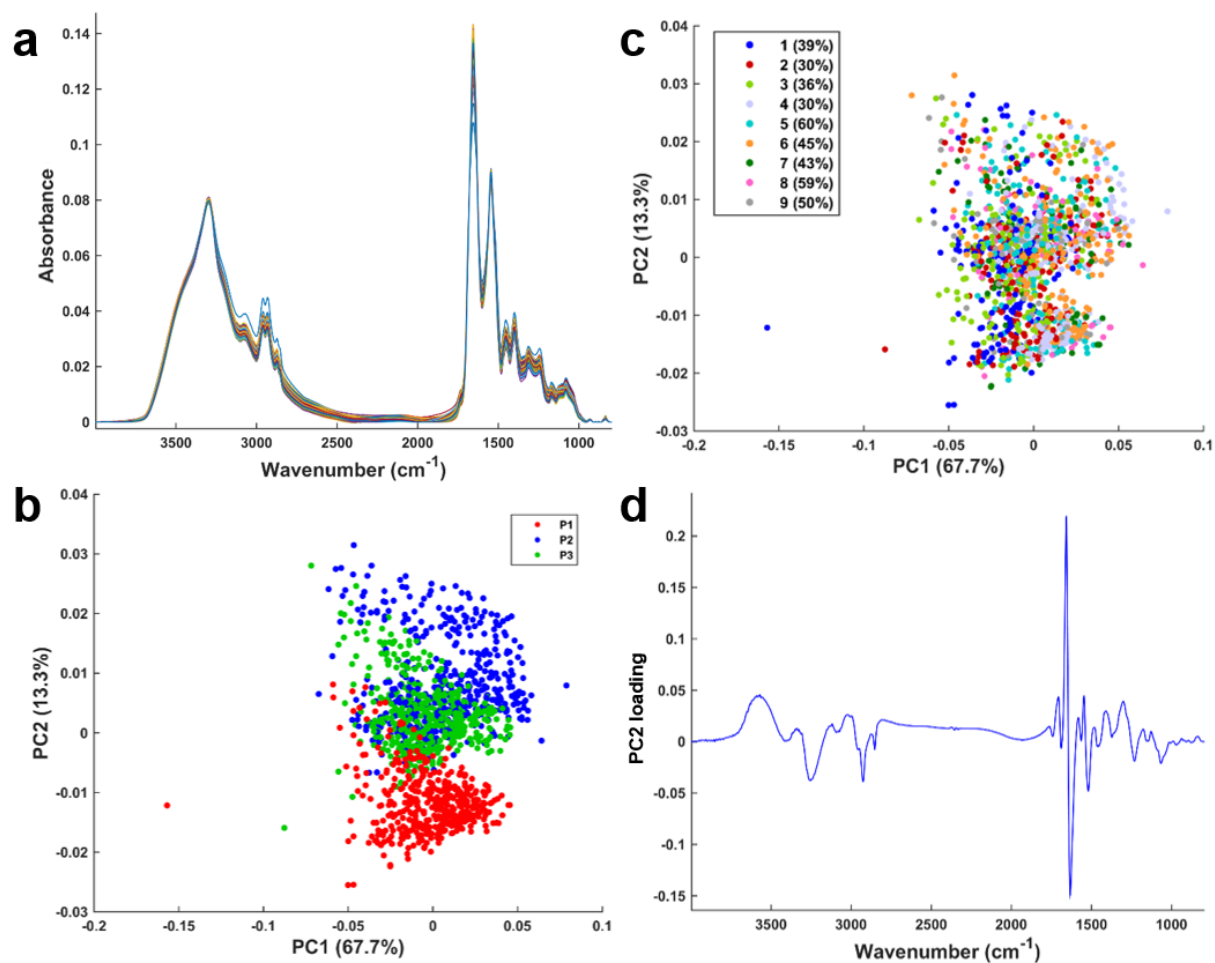 a
0.14
0.12
0.1
0.08
0.06
0.04
0.02
0
Absorbance
3500 3000 2500 2000 1500 1000
Wavenumber (cm-1)
c
0.04
0.03
0.02
0.01
0
-0.01
-0.02
-0.03
PC2 (13.3%)
1 (39%)
2 (30%)
3 (36%)
4 (30%)
5 (60%)
6 (45%)
7 (43%)
8 (59%)
9 (50%)
-0.2 -0.15 -0.1 -0.05 0 0.05 0.1
PC1 (67.7%)
b
0.04
0.03
0.02
0.01
0
-0.01
-0.02
-0.03
PC2 (13.3%)
P1
P2
P3
-0.2 -0.15 -0.1 -0.05 0 0.05 0.1
PC1 (67.7%)
d
0.2
0.15
0.1
0.05
0
-0.05
-0.1
-0.15
PC2 loading
3500 3000 2500 2000 1500 1000
Wavenumber (cm-1)